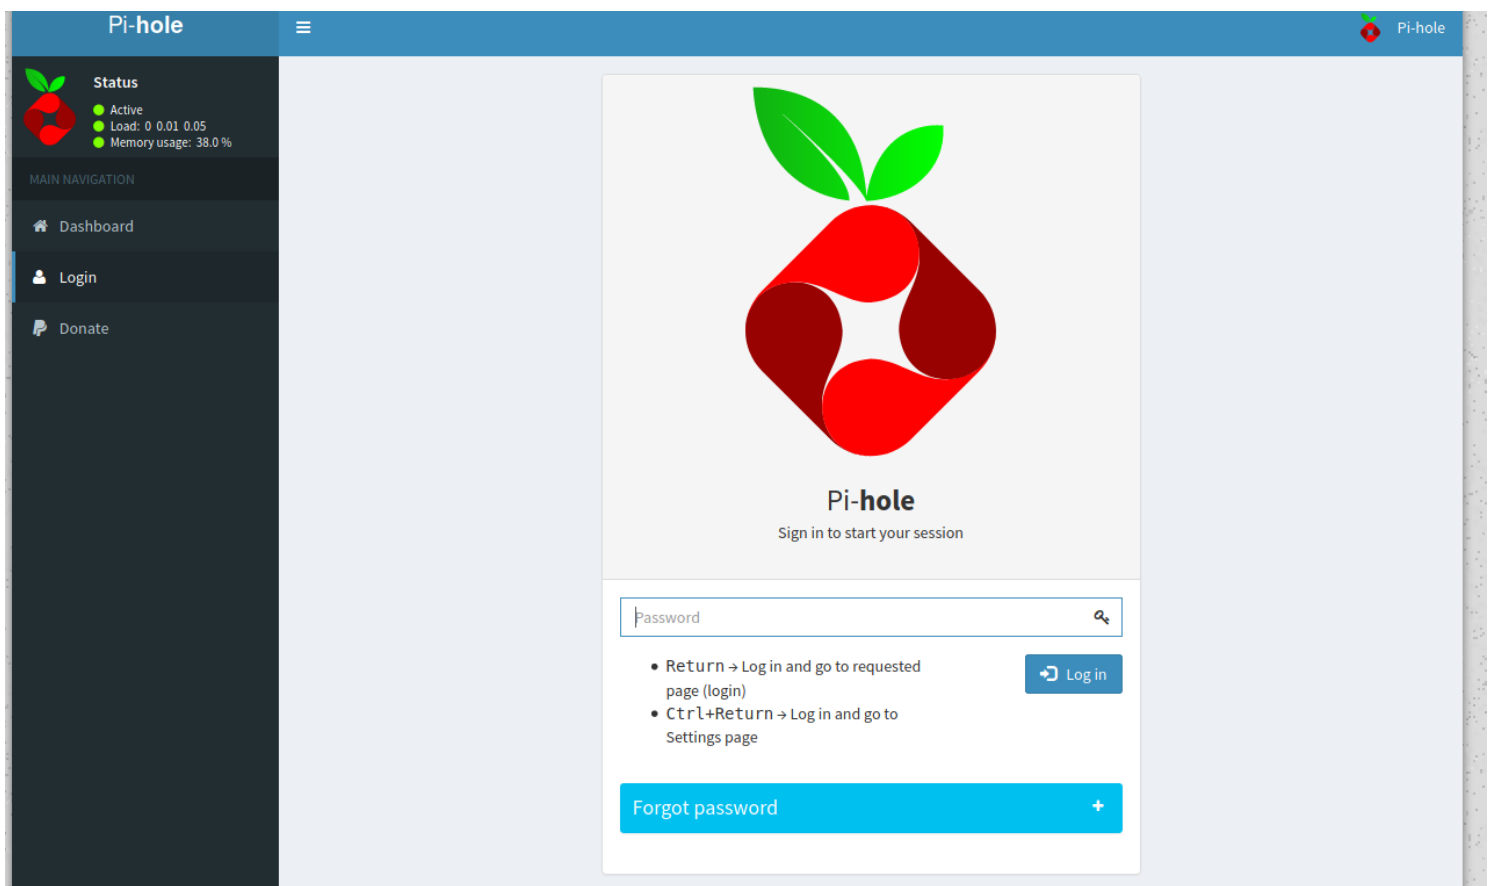 Pi-hole
Pi-hole
Status
Active
Load: 0 0.01 0.05
Memory usage: 38.0 %
MAIN NAVIGATION
Dashboard
Login
Donate
Pi-hole
Sign in to start your session
Password
• Return → Log in and go to requested
page (login)
• Ctrl+Return → Log in and go to
Settings page
Log in
Forgot password